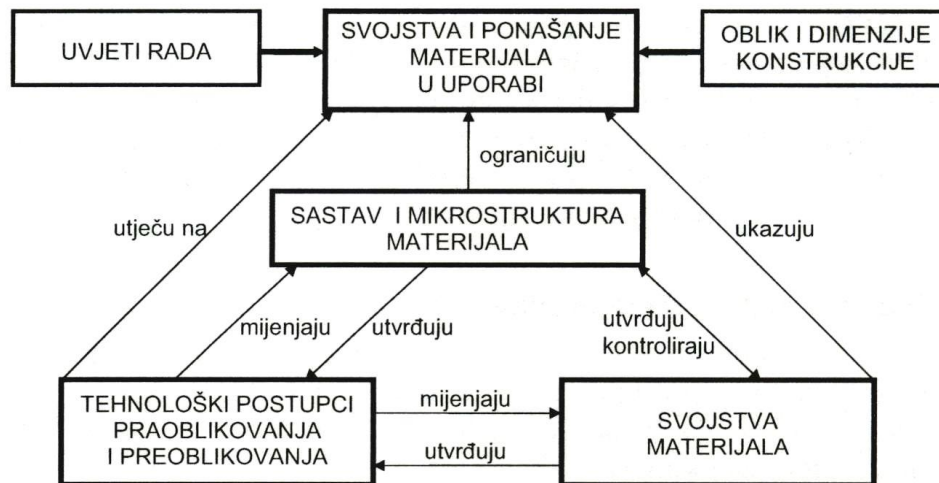 UVJETI RADA
SVOJSTVA I PONAŠANJE
MATERIJALA
U UPORABI
OBLIK I DIMENZIJE
KONSTRUKCIJE
ograničuju
SASTAV I MIKROSTRUKTURA
MATERIJALA
utječu na
ukazuju
mijenjaju
utvrđuju
utvrđuju
kontroliraju
TEHNOLOŠKI POSTUPCI
PRAOBLIKOVANJA
I PREOBLIKOVANJA
mijenjaju
utvrđuju
SVOJSTVA
MATERIJALA